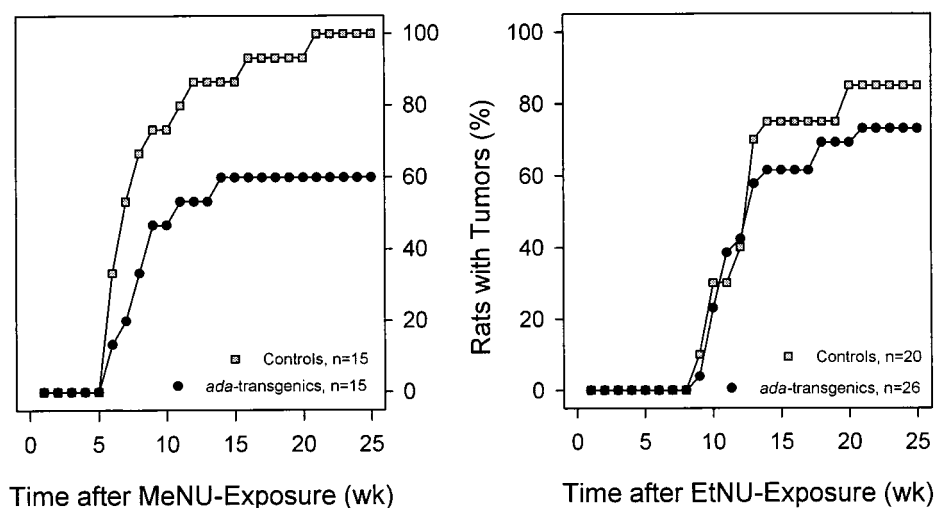 100
80
60
40
20
0
Controls, n=15
ada-transgenics, n=15
0 5 10 15 20 25
Time after MeNU-Exposure (wk)
Rats with Tumors (%)
100
80
60
40
20
0
Controls, n=20
ada-transgenics, n=26
0 5 10 15 20 25
Time after EtNU-Exposure (wk)